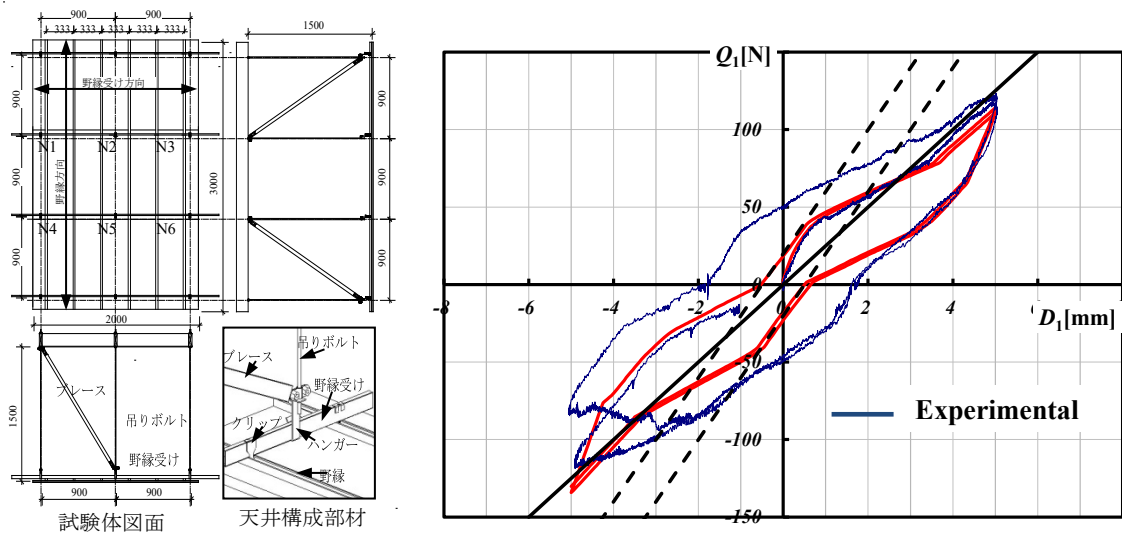 900 900
333 333 333 333 333
1500
野縁受け方向
野縁方向
900
900
900
N1 N2 N3
N4 N5 N6
3000
900
900
900
2000
ブレース
吊りボルト
野縁受け
1500
900 900
試験体図面
吊りボルト
ブレース
野縁受け
クリップ
ハンガー
野縁
天井構成部材
Q1[N]
100
50
0
-50
-100
-150
-8 -6 -4 -2 0 2 4
D1[mm]
Experimental